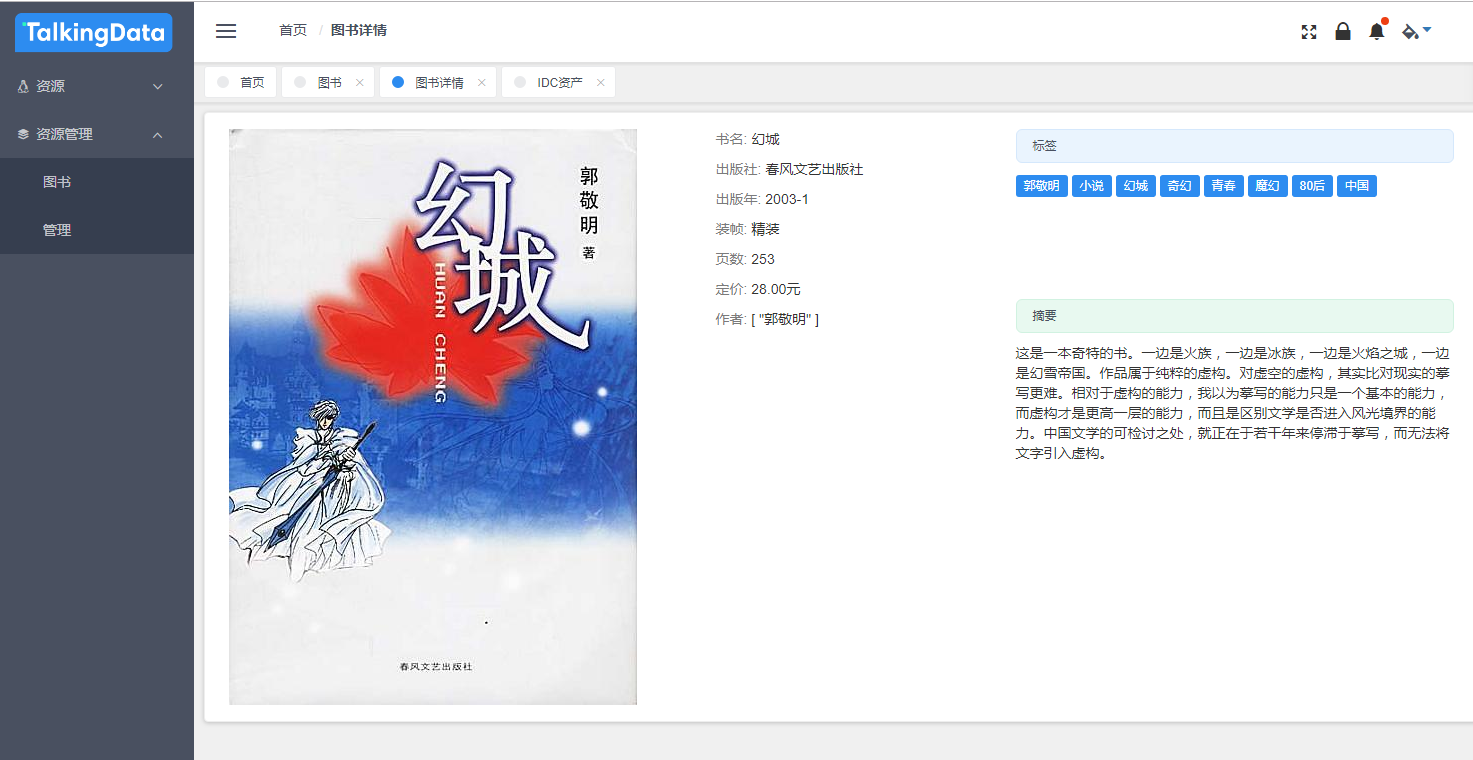 TalkingData
首页 / 图书详情
资源
资源管理
图书
管理
首页
图书
图书详情
IDC资产
幻城
HUAN CHENG
郭敬明
著
春风文艺出版社
书名: 幻城
出版社: 春风文艺出版社
出版年: 2003-1
装帧: 精装
页数: 253
定价: 28.00元
作者: [ "郭敬明" ]
标签
郭敬明 小说 幻城 奇幻 青春 魔幻 80后 中国
摘要
这是一本奇特的书。一边是火族，一边是冰族，一边是火焰之城，一边
是幻雪帝国。作品属于纯粹的虚构。对虚空的虚构，其实比对现实的摹
写更难。相对于虚构的能力，我以为摹写的能力只是一个基本的能力，
而虚构才是更高一层的能力，而且是区别文学是否进入风光境界的能
力。中国文学的可检讨之处，就正在于若干年来停滞于摹写，而无法将
文字引入虚构。